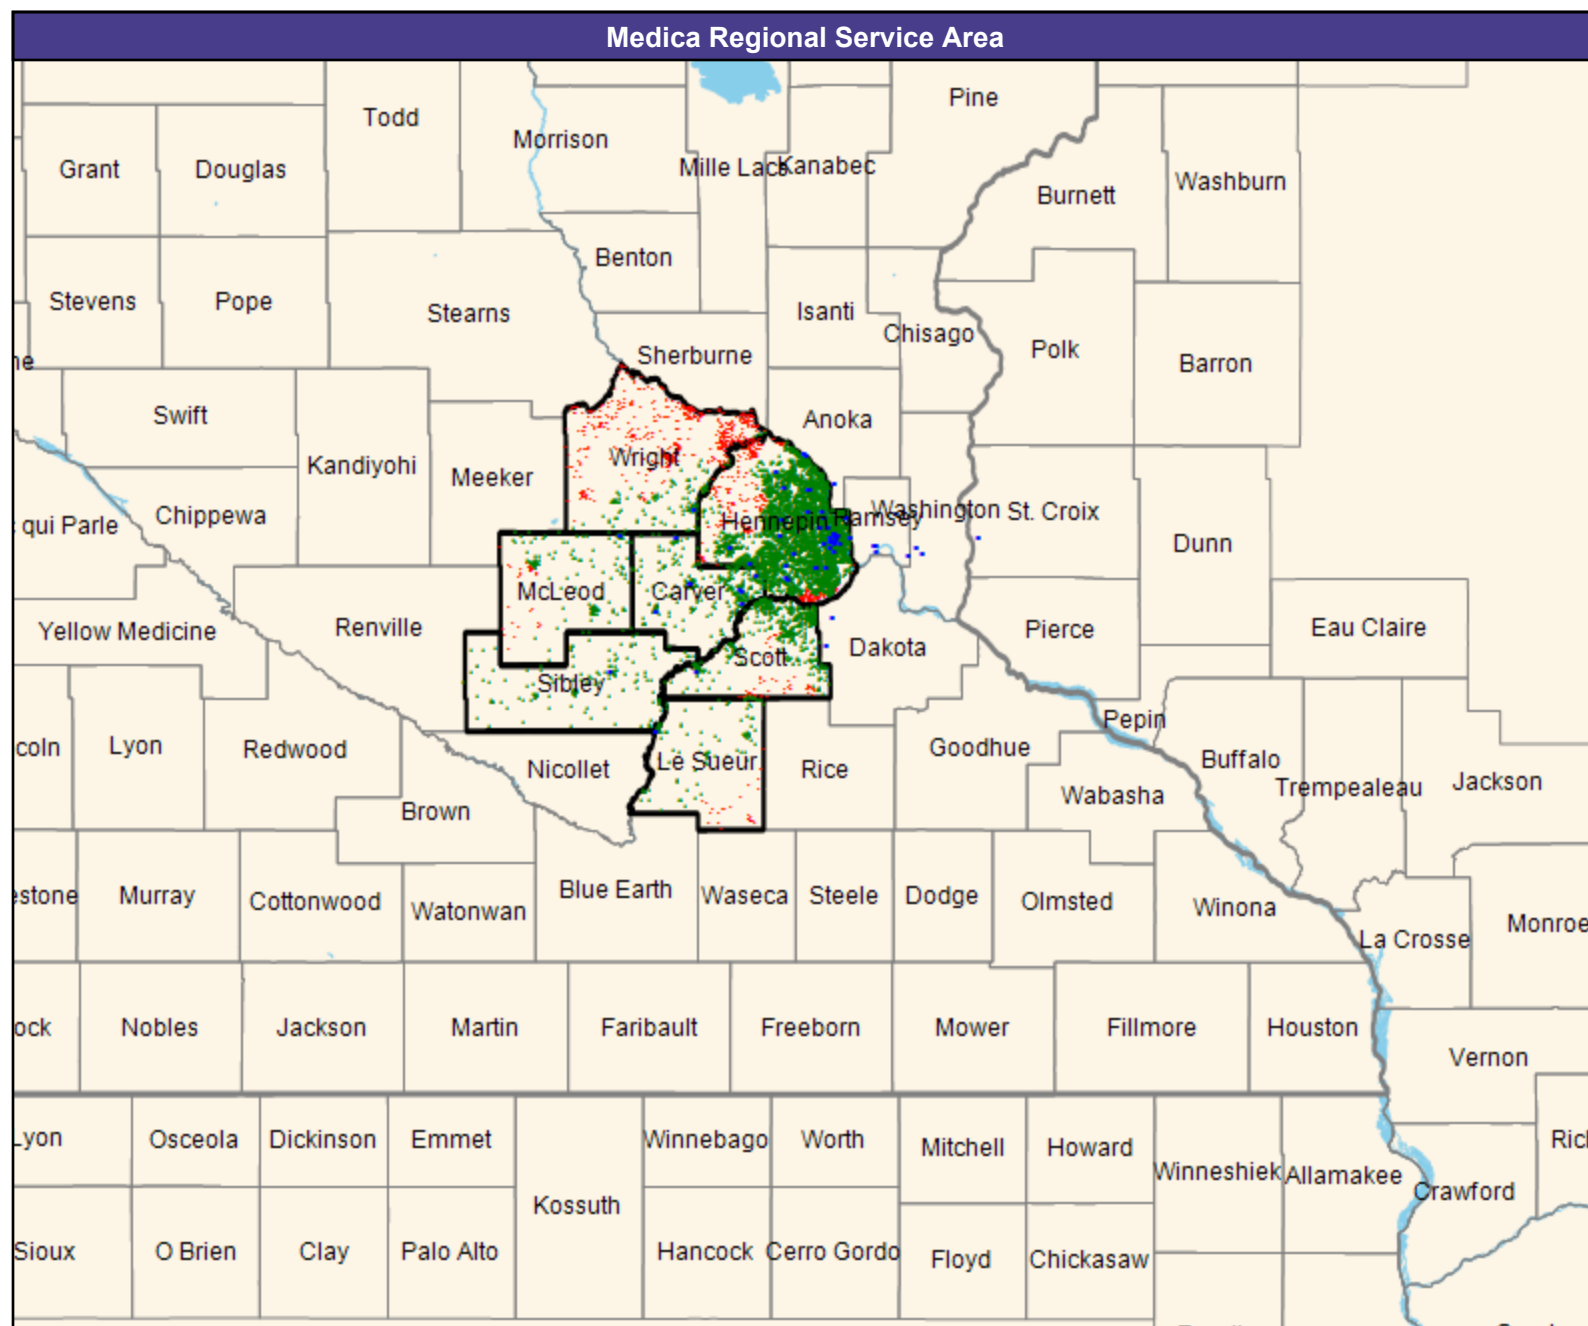 Medica Regional Service Area
Pine
Todd
Morrison
Mille Lacs
Kanabec
Grant
Douglas
Burnett
Washburn
Benton
Stevens
Pope
Stearns
Isanti
Chisago
Sherburne
Polk
Barron
ne
Swift
Anoka
Kandiyohi
Wright
Meeker
Washington
St. Croix
Hennepin
Ramsey
qui Parle
Chippewa
Dunn
McLeod
Carver
Yellow Medicine
Renville
Pierce
Eau Claire
Dakota
Scott
Sibley
Pepin
coln
Lyon
Redwood
Goodhue
Nicollet
Le Sueur
Rice
Buffalo
Trempealeau
Jackson
Wabasha
Brown
estone
Murray
Cottonwood
Watonwan
Blue Earth
Waseca
Steele
Dodge
Olmsted
Winona
La Crosse
Monroe
ock
Nobles
Jackson
Martin
Faribault
Freeborn
Mower
Fillmore
Houston
Vernon
Lyon
Osceola
Dickinson
Emmet
Winnebago
Worth
Mitchell
Howard
Winneshiek
Allamakee
Crawford
Rich
Kossuth
Sioux
O Brien
Clay
Palo Alto
Hancock
Cerro Gordo
Floyd
Chickasaw